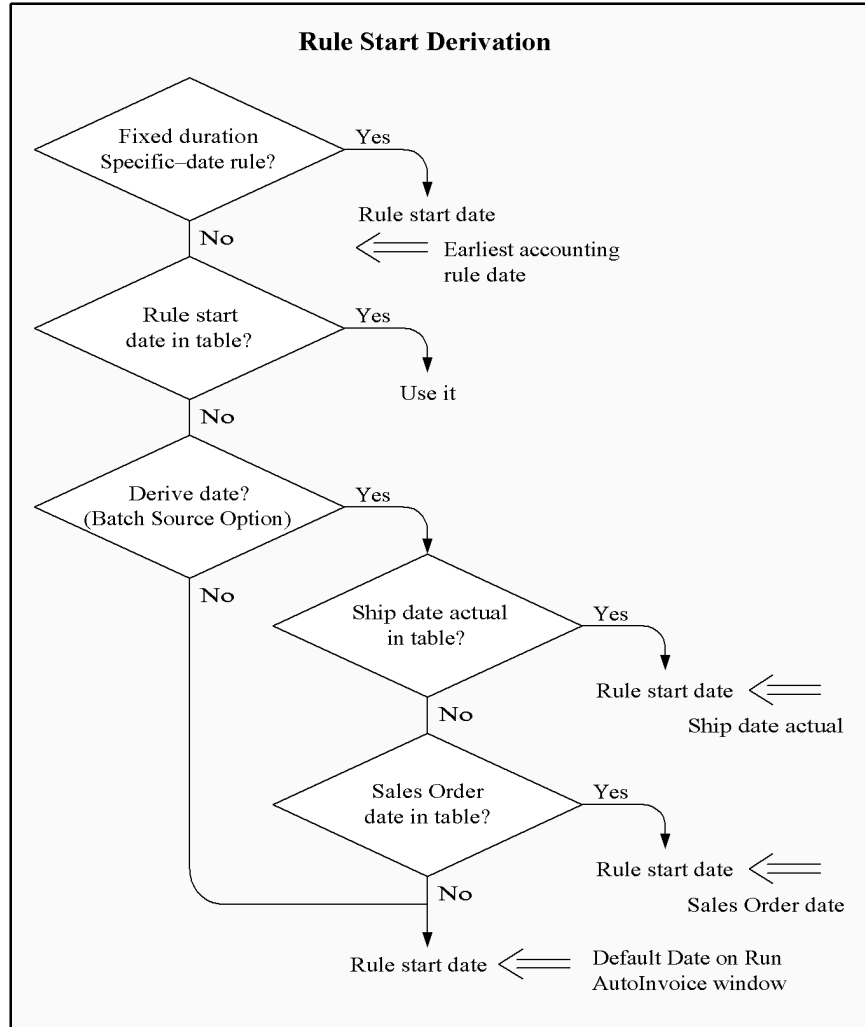 Rule Start Derivation
Fixed duration
Specific–date rule?
Yes
Rule start date
No
Earliest accounting
rule date
Rule start
date in table?
Yes
Use it
No
Derive date?
(Batch Source Option)
Yes
No
Ship date actual
in table?
Yes
Rule start date
Ship date actual
No
Sales Order
date in table?
Yes
Rule start date
Sales Order date
No
Rule start date
Default Date on Run
AutoInvoice window